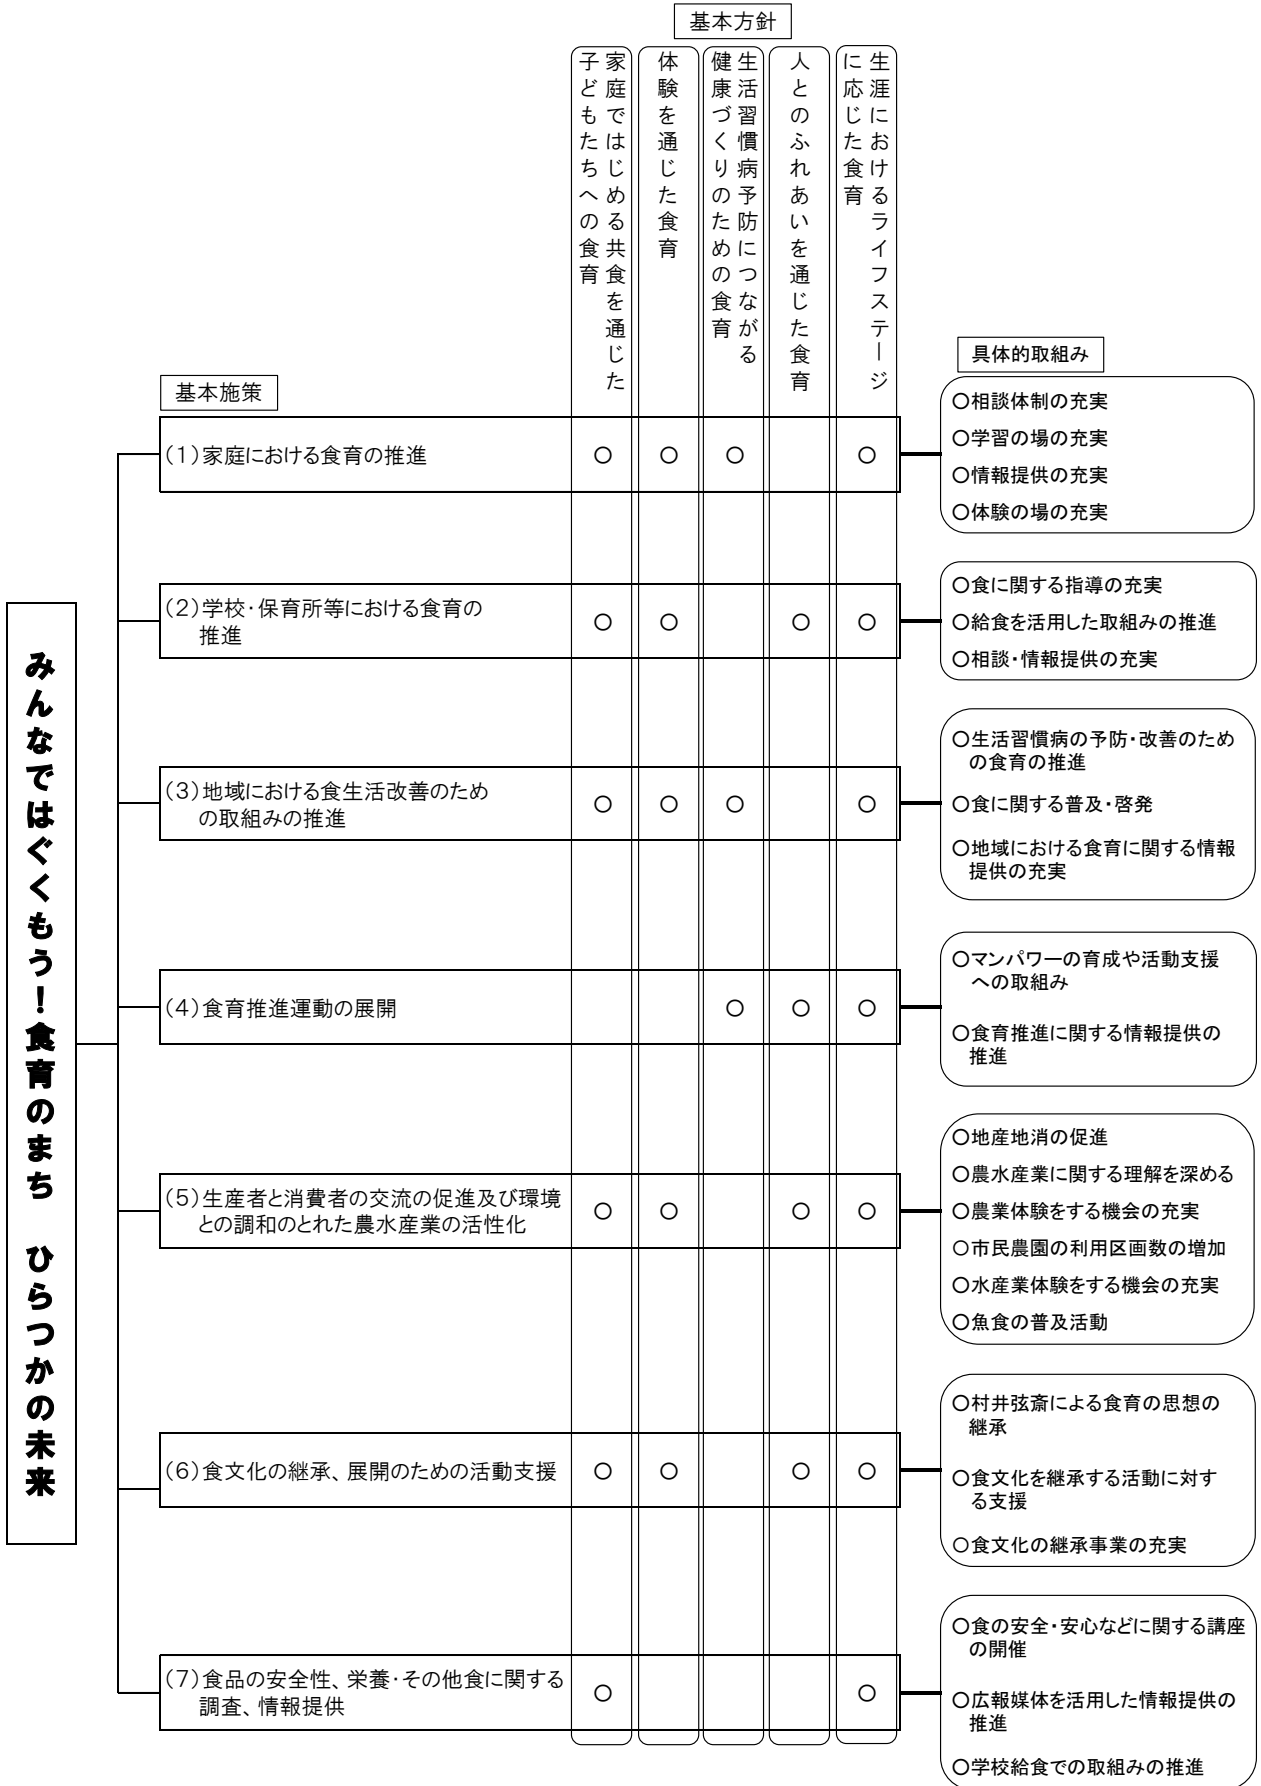 基本方針
家庭ではじめる共食を通じた
子どもたちへの食育
体験を通じた食育
生活習慣病予防につながる
健康づくりのための食育
人とのふれあいを通じた食育
生涯におけるライフステージ
に応じた食育
具体的取組み
基本施策
みんなではぐくもう！食育のまち　ひらつかの未来
(1)家庭における食育の推進
○ ○ ○ ○
○相談体制の充実
○学習の場の充実
○情報提供の充実
○体験の場の充実
(2)学校・保育所等における食育の
推進
○ ○ ○ ○
○食に関する指導の充実
○給食を活用した取組みの推進
○相談・情報提供の充実
(3)地域における食生活改善のため
の取組みの推進
○ ○ ○ ○
○生活習慣病の予防・改善のため
の食育の推進
○食に関する普及・啓発
○地域における食育に関する情報
提供の充実
(4)食育推進運動の展開
○ ○ ○
○マンパワーの育成や活動支援
への取組み
○食育推進に関する情報提供の
推進
(5)生産者と消費者の交流の促進及び環境
との調和のとれた農水産業の活性化
○ ○ ○ ○
○地産地消の促進
○農水産業に関する理解を深める
○農業体験をする機会の充実
○市民農園の利用区画数の増加
○水産業体験をする機会の充実
○魚食の普及活動
(6)食文化の継承、展開のための活動支援
○ ○ ○ ○
○村井弦斎による食育の思想の
継承
○食文化を継承する活動に対す
る支援
○食文化の継承事業の充実
(7)食品の安全性、栄養・その他食に関する
調査、情報提供
○ ○
○食の安全・安心などに関する講座
の開催
○広報媒体を活用した情報提供の
推進
○学校給食での取組みの推進